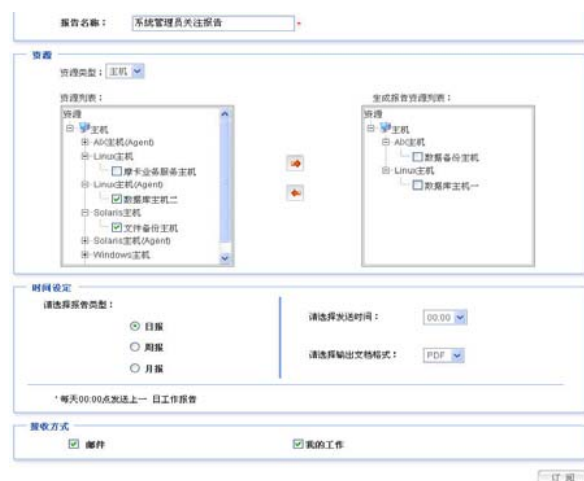 报告名称： 系统管理员关注报告 *
资源
资源类型： 主机
资源列表： 生成报告资源列表：
资源
主机
AIX主机(Agent)
Linux主机
摩卡业务服务主机
Linux主机(Agent)
数据库主机二
Solaris主机
文件备份主机
Solaris主机(Agent)
Windows主机
资源
主机
AIX主机
数据备份主机
Linux主机
数据库主机一
时间设定
请选择报告类型：
日报
周报
月报
请选择发送时间： 00:00
请选择输出文档格式： PDF
* 每天00:00点发送上一 日工作报告
接收方式
邮件 我的工作
订 阅